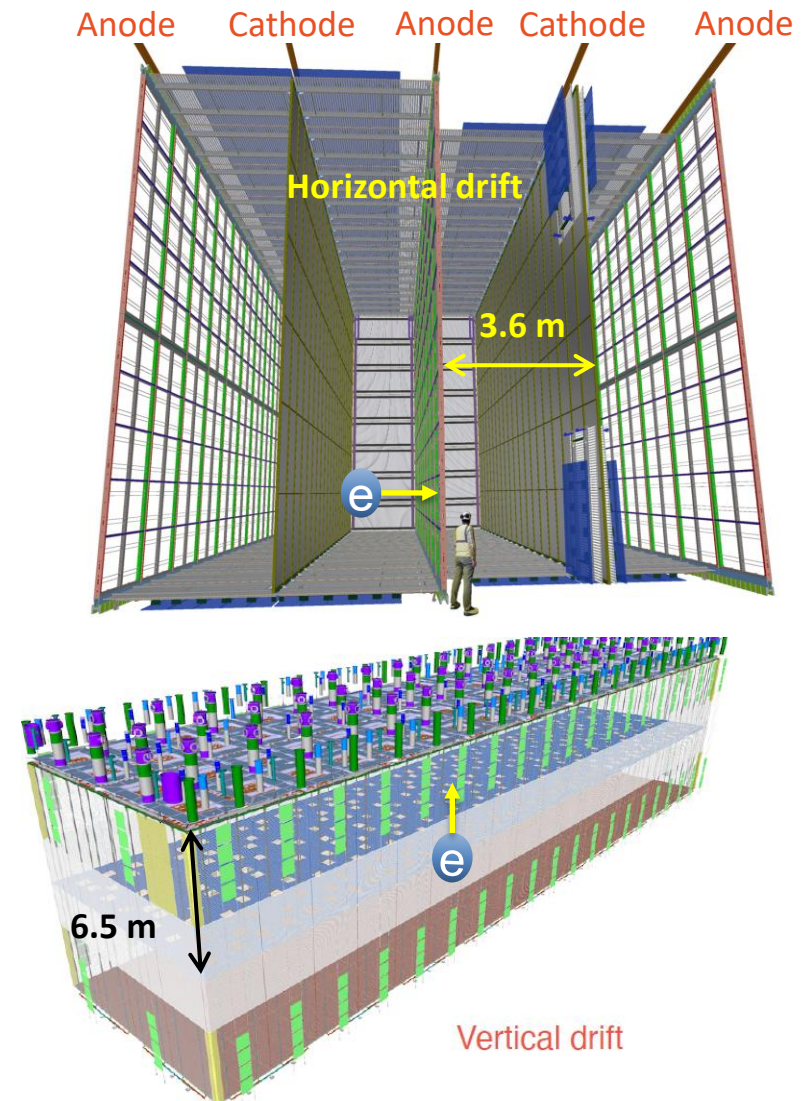 Anode Cathode Anode Cathode Anode
Horizontal drift
3.6 m
e
e
6.5 m
Vertical drift